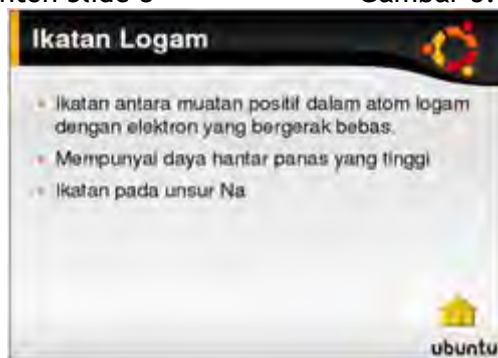 Ikatan Logam
Ikatan antara muatan positif dalam atom logam
dengan elektron yang bergerak bebas.
Mempunyai daya hantar panas yang tinggi
Ikatan pada unsur Na
ubuntu